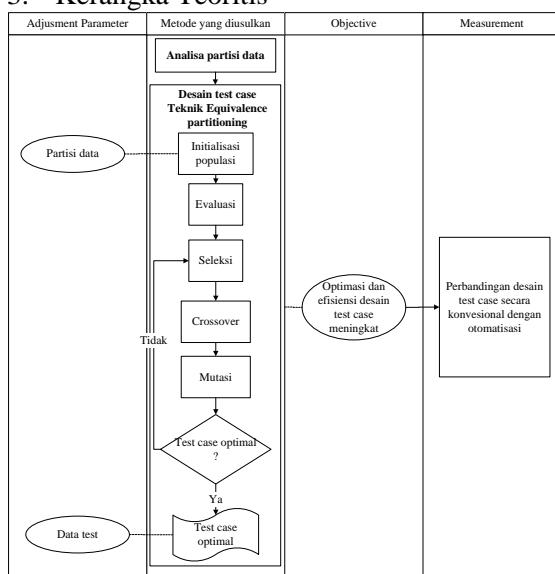 3. Kerangka Teoritis
Adjusment Parameter
Metode yang diusulkan
Objective
Measurement
Analisa partisi data
Desain test case
Teknik Equivalence
partitioning
Initialisasi
populasi
Partisi data
Evaluasi
Seleksi
Crossover
Tidak
Mutasi
Test case optimal
?
Ya
Test case
optimal
Data test
Optimasi dan
efisiensi desain
test case
meningkat
Perbandingan desain
test case secara
konvesional dengan
otomatisasi